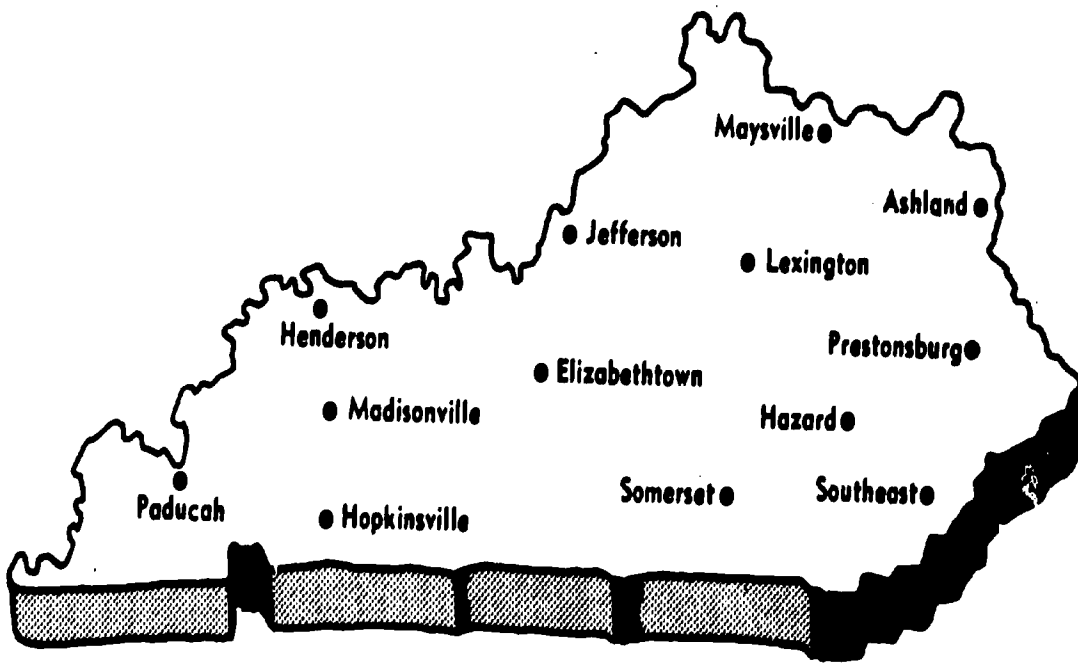 Maysville
Ashland
Jefferson
Lexington
Henderson
Prestonsburg
Elizabethtown
Madisonville
Hazard
Paducah
Somerset
Southeast
Hopkinsville